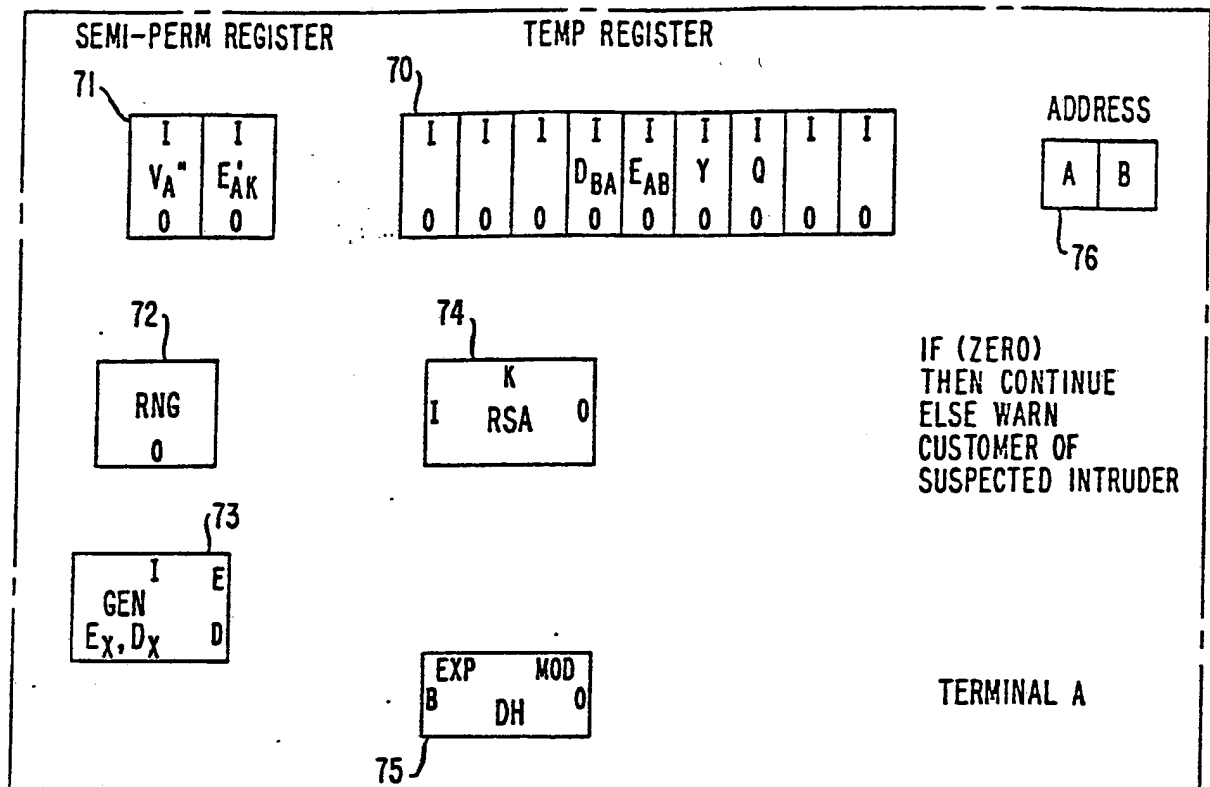 SEMI-PERM REGISTER
TEMP REGISTER
71
70
I I
V_A" E'_AK
0 0
I I 1 I I I I I I
D_BA E_AB Y Q
0 0 0 0 0 0 0 0 0
ADDRESS
A B
76
72
RNG
0
74
K
I RSA 0
IF (ZERO)
THEN CONTINUE
ELSE WARN
CUSTOMER OF
SUSPECTED INTRUDER
73
I E
GEN
E_X, D_X D
EXP MOD
B 0
DH
75
TERMINAL A